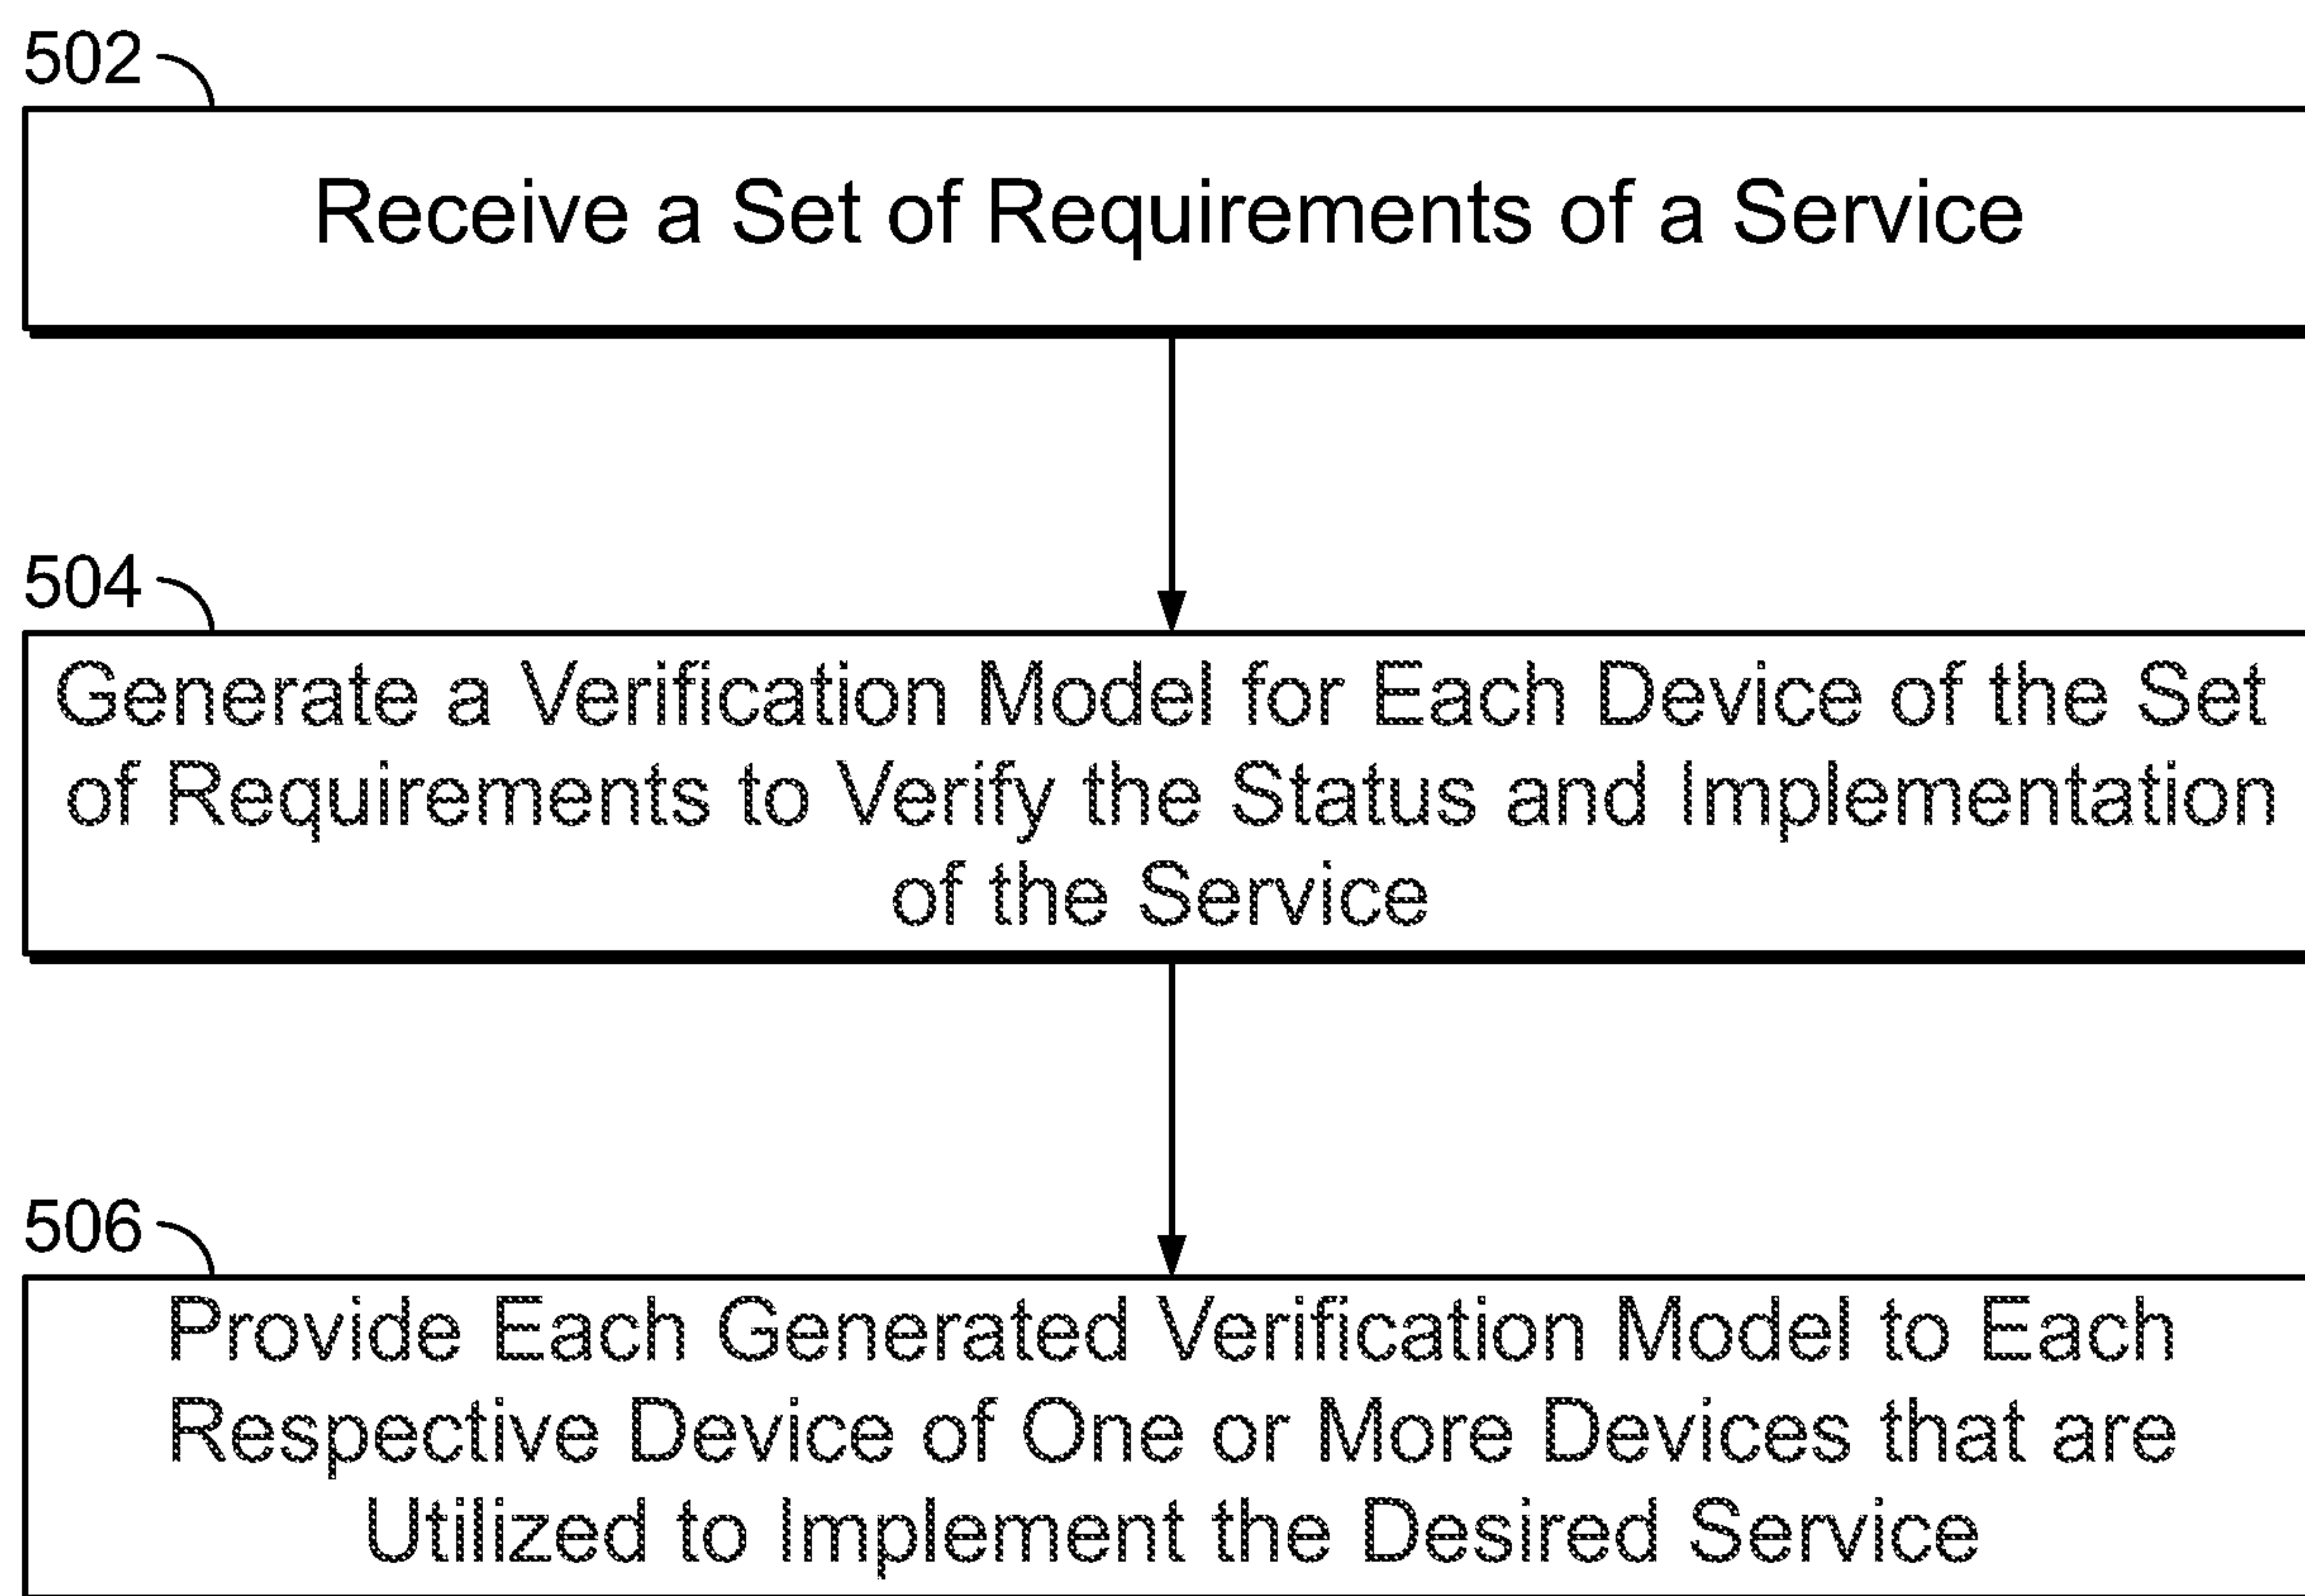 502
Receive a Set of Requirements of a Service
504
Generate a Verification Model for Each Device of the Set
of Requirements to Verify the Status and Implementation
of the Service
506
Provide Each Generated Verification Model to Each
Respective Device of One or More Devices that are
Utilized to Implement the Desired Service